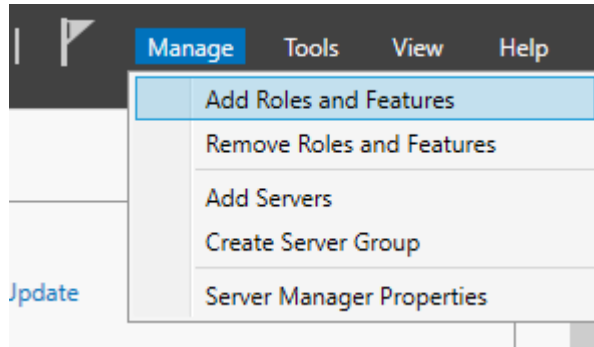 Manage Tools View Help
Add Roles and Features
Remove Roles and Features
Add Servers
Create Server Group
Update
Server Manager Properties